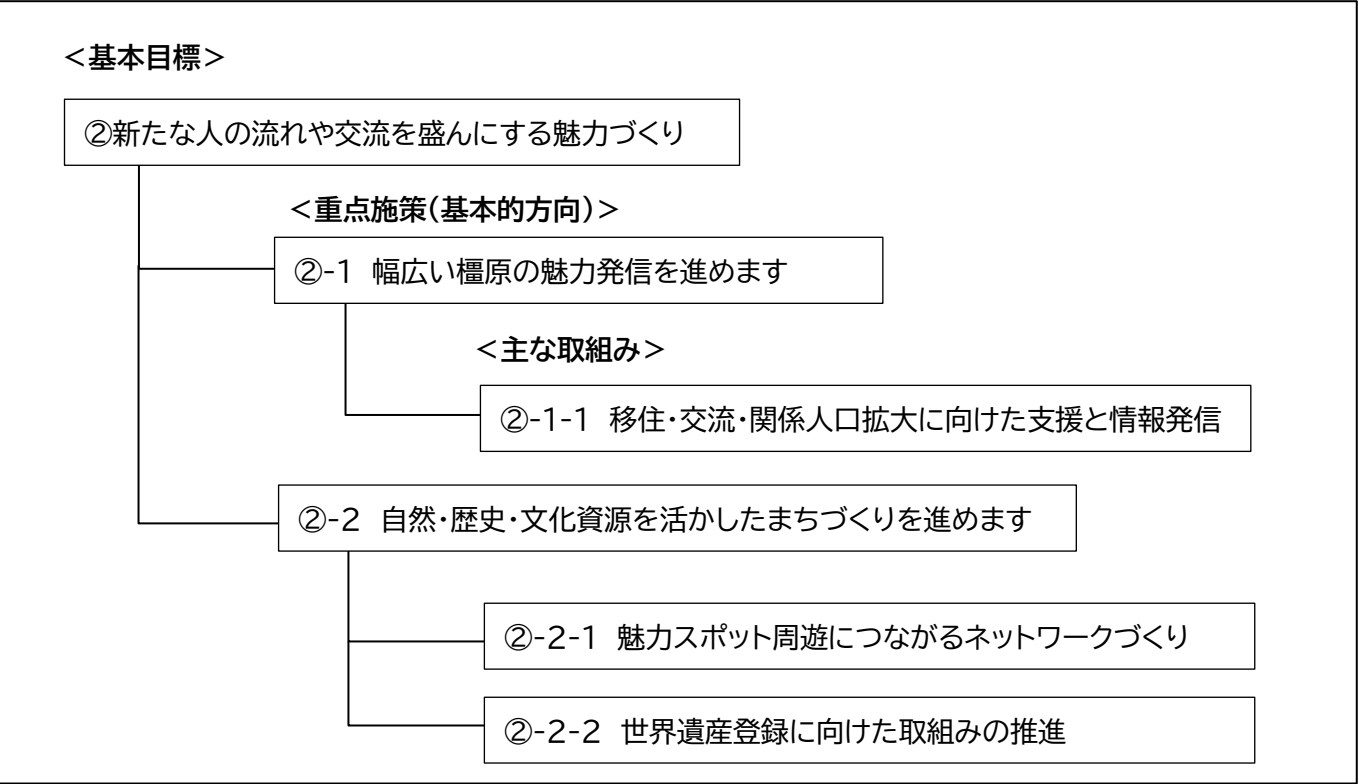 ＜基本目標＞
②新たな人の流れや交流を盛んにする魅力づくり
＜重点施策（基本的方向）＞
②-1　幅広い橿原の魅力発信を進めます
＜主な取組み＞
②-1-1　移住・交流・関係人口拡大に向けた支援と情報発信
②-2　自然・歴史・文化資源を活かしたまちづくりを進めます
②-2-1　魅力スポット周遊につながるネットワークづくり
②-2-2　世界遺産登録に向けた取組みの推進